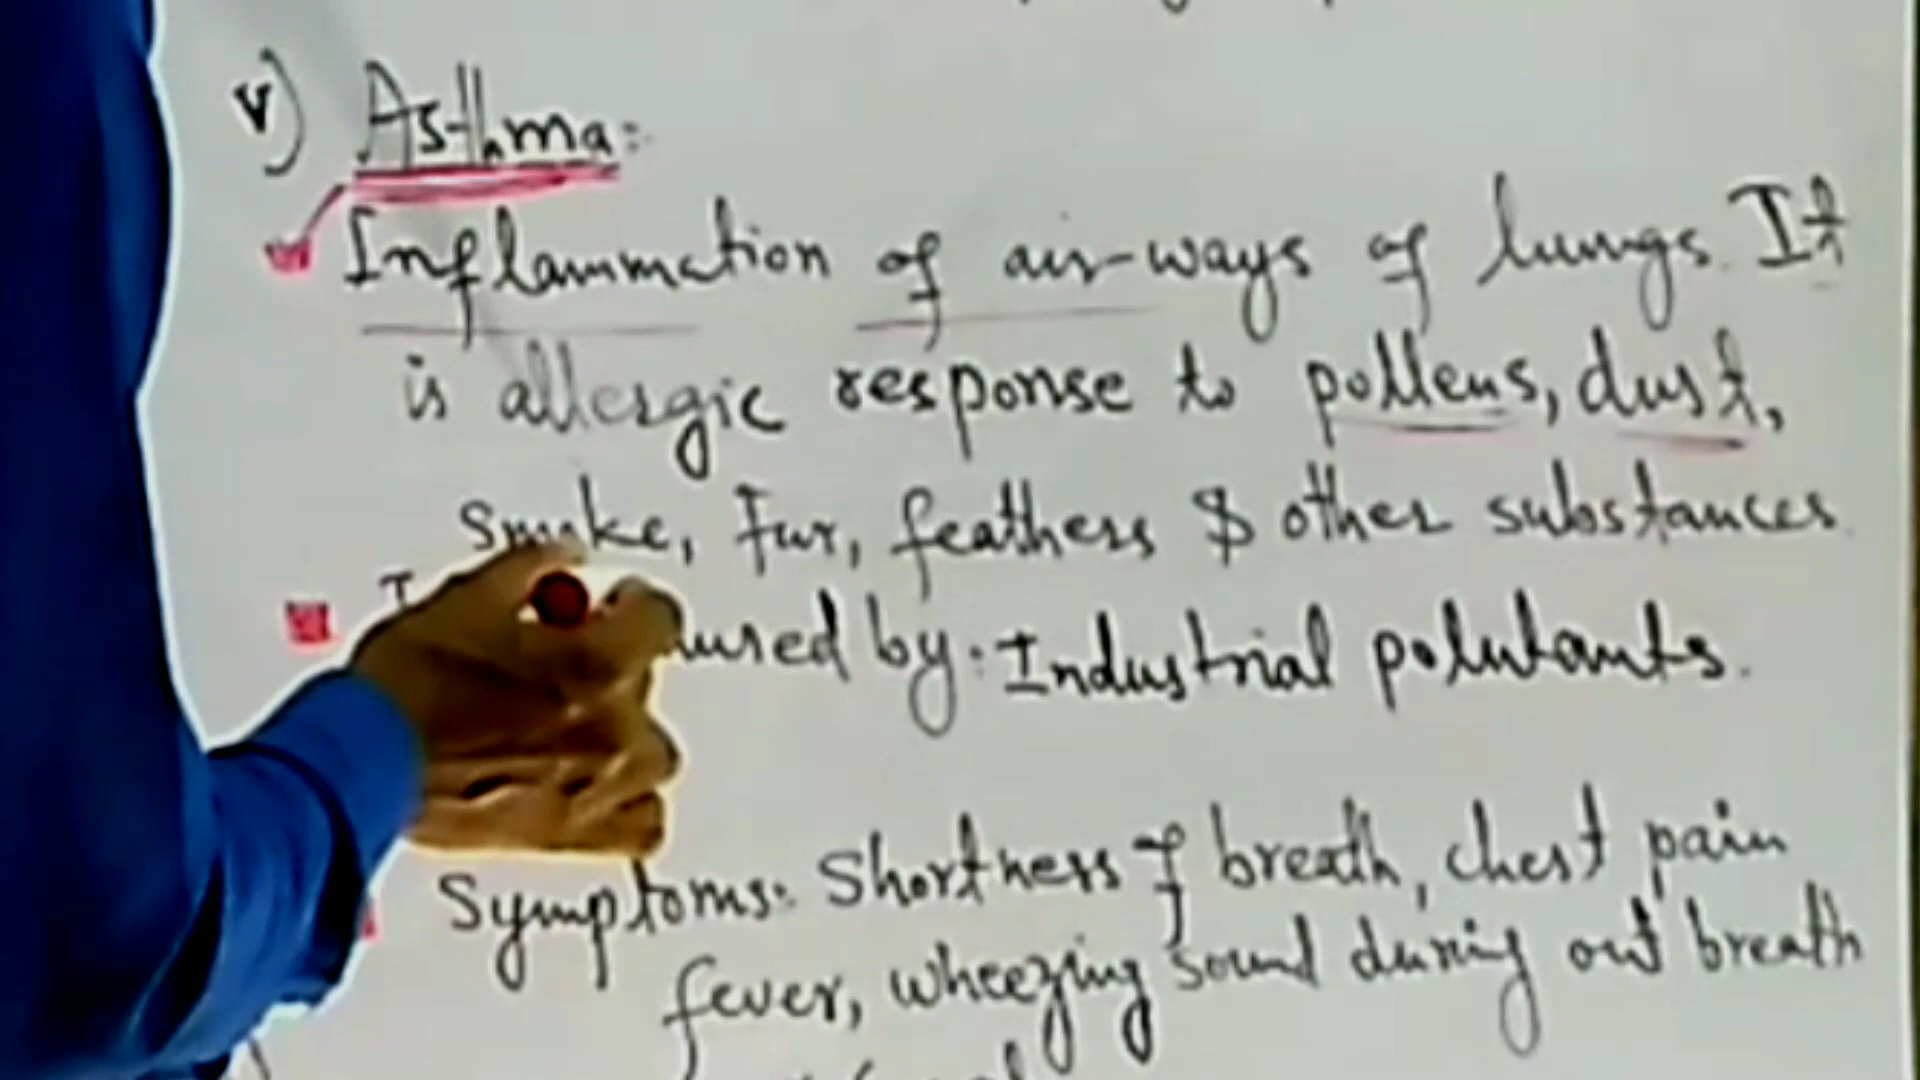 v) Asthma:
Inflammation of air-ways of lungs. It
is allergic response to pollens, dust,
Smoke, Fur, feathers & other substances.
by: Industrial polutants.
Symptoms: Shortness of breath, chest pain
fever, wheezing sound during out breath